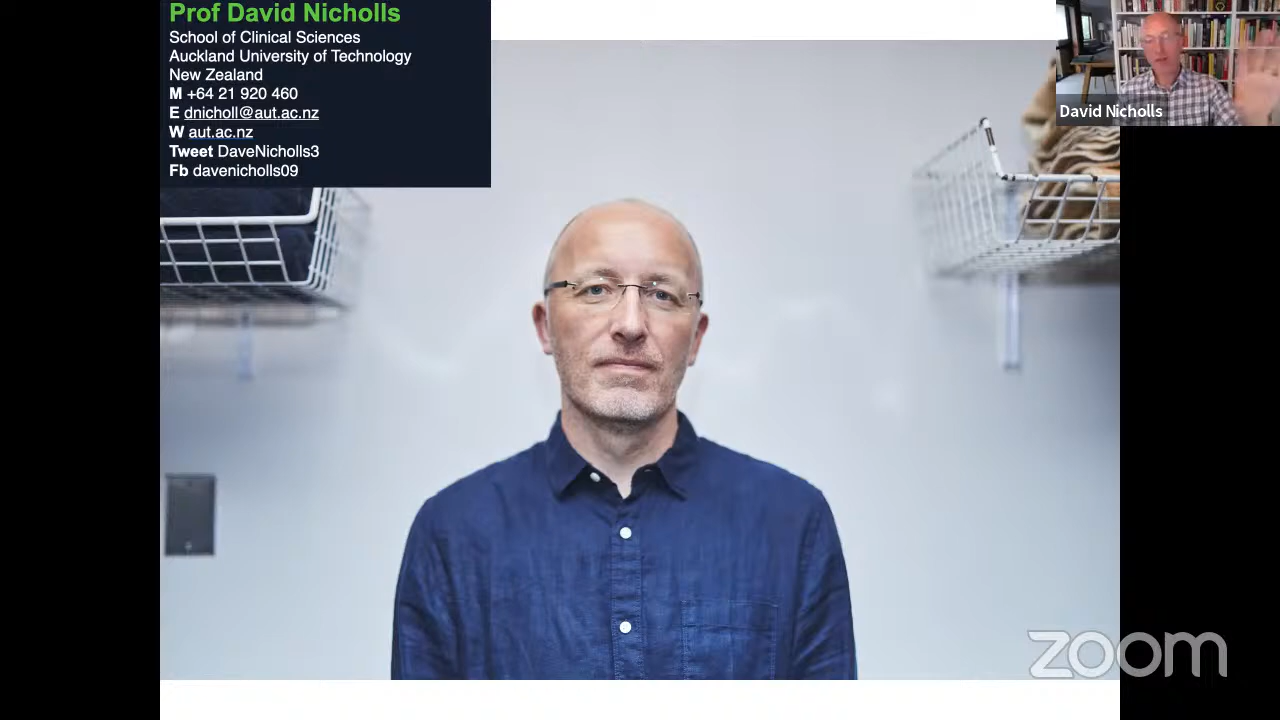 Prof David Nicholls
School of Clinical Sciences
Auckland University of Technology
New Zealand
M +64 21 920 460
E dnicholl@aut.ac.nz
W aut.ac.nz
Tweet DaveNicholls3
Fb davenicholls09
David Nicholls
zoom